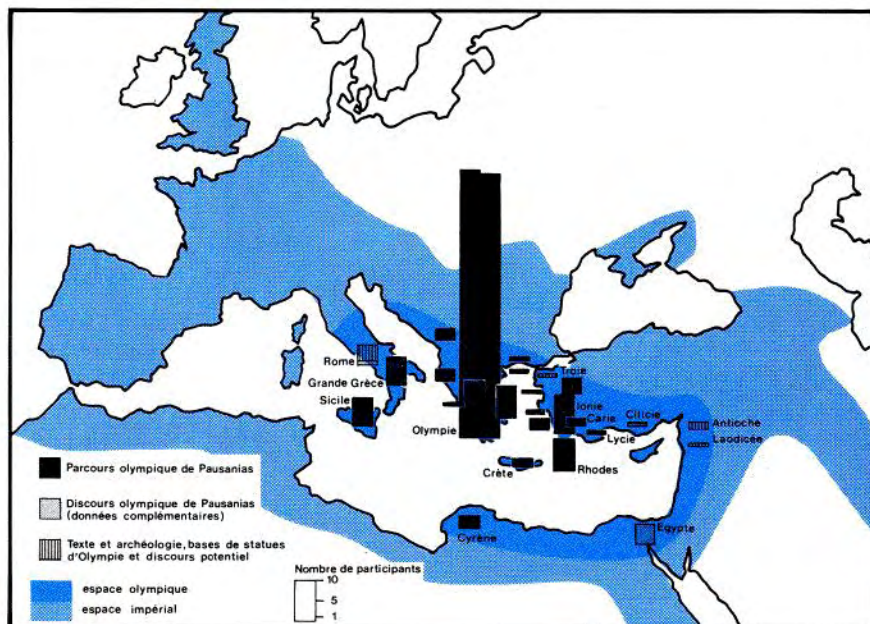 Rome
Grande Grèce
Sicile
Olympie
Troie
Ionie
Carie
Cilicie
Lycie
Antioche
Laodicée
Rhodes
Crète
Cyrène
Egypte
Parcours olympique de Pausanias
Discours olympique de Pausanias
(données complémentaires)
Texte et archéologie, bases de statues
d'Olympie et discours potentiel
espace olympique
espace impérial
Nombre de participants
10
5
1